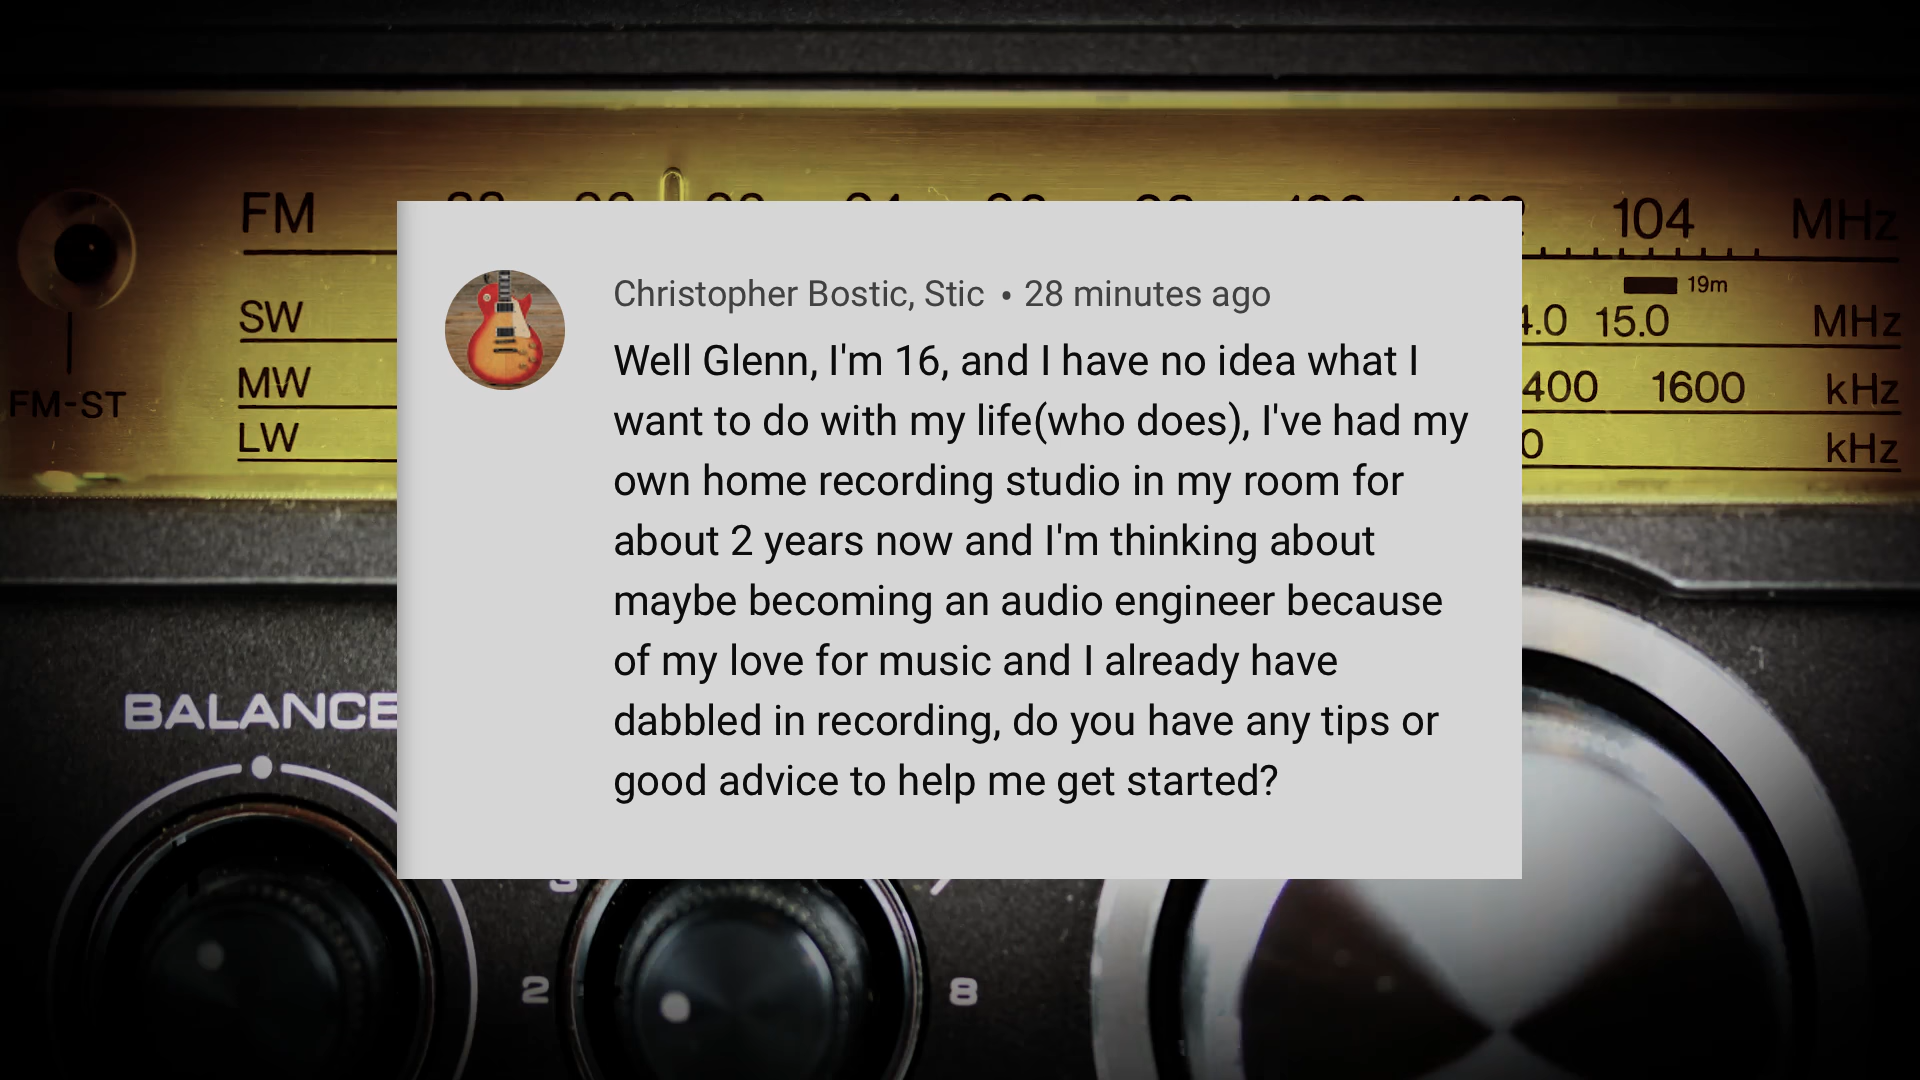 FM
104
MHz
19m
SW
15.0
MHz
MW
400
1600
kHz
LW
kHz
FM-ST
Christopher Bostic, Stic • 28 minutes ago
Well Glenn, I'm 16, and I have no idea what I
want to do with my life(who does), I've had my
own home recording studio in my room for
about 2 years now and I'm thinking about
maybe becoming an audio engineer because
of my love for music and I already have
dabbled in recording, do you have any tips or
good advice to help me get started?
BALANCE
2
8